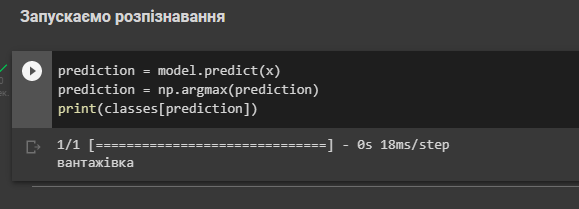 Запускаємо розпізнавання
prediction = model.predict(x)
prediction = np.argmax(prediction)
print(classes[prediction])
1/1 [==============================] - 0s 18ms/step
вантажівка